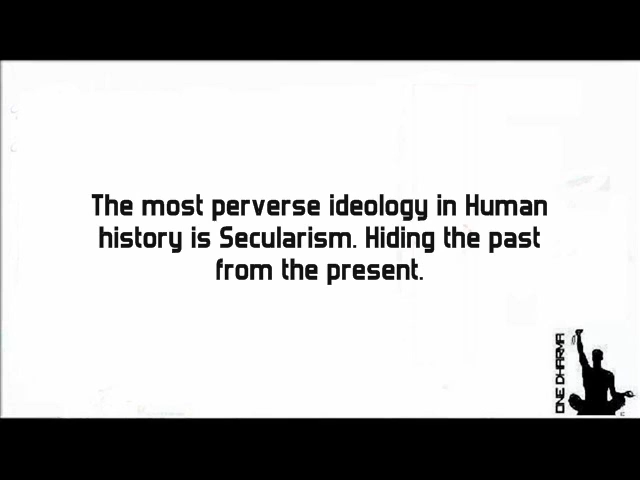 The most perverse ideology in Human
history is Secularism. Hiding the past
from the present.
ONE DHARMA